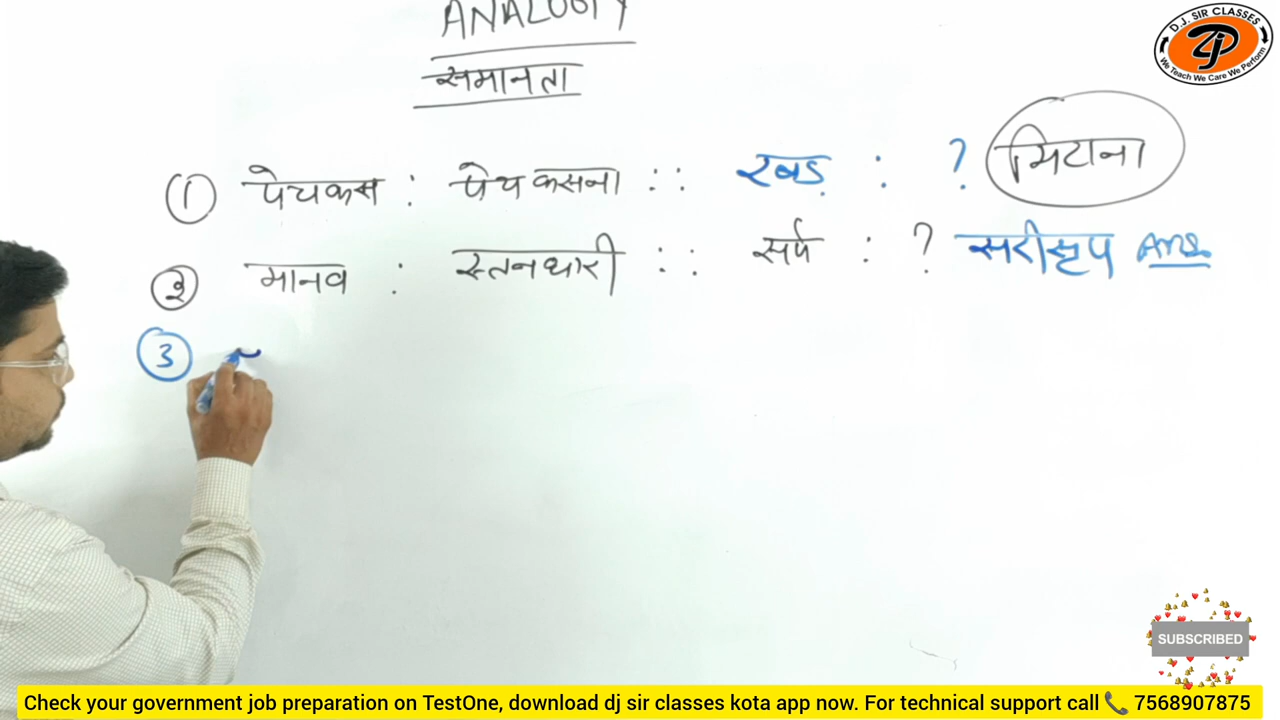 ANALOGY
समानता
① पेचकस : पेच कसना :: रबड़ : ? मिटाना
② मानव : स्तनधारी :: सर्प : ? सरीसृप Ans
③
D.J. SIR CLASSES
We Teach We Care We Perform
SUBSCRIBED
Check your government job preparation on TestOne, download dj sir classes kota app now. For technical support call 📞 7568907875